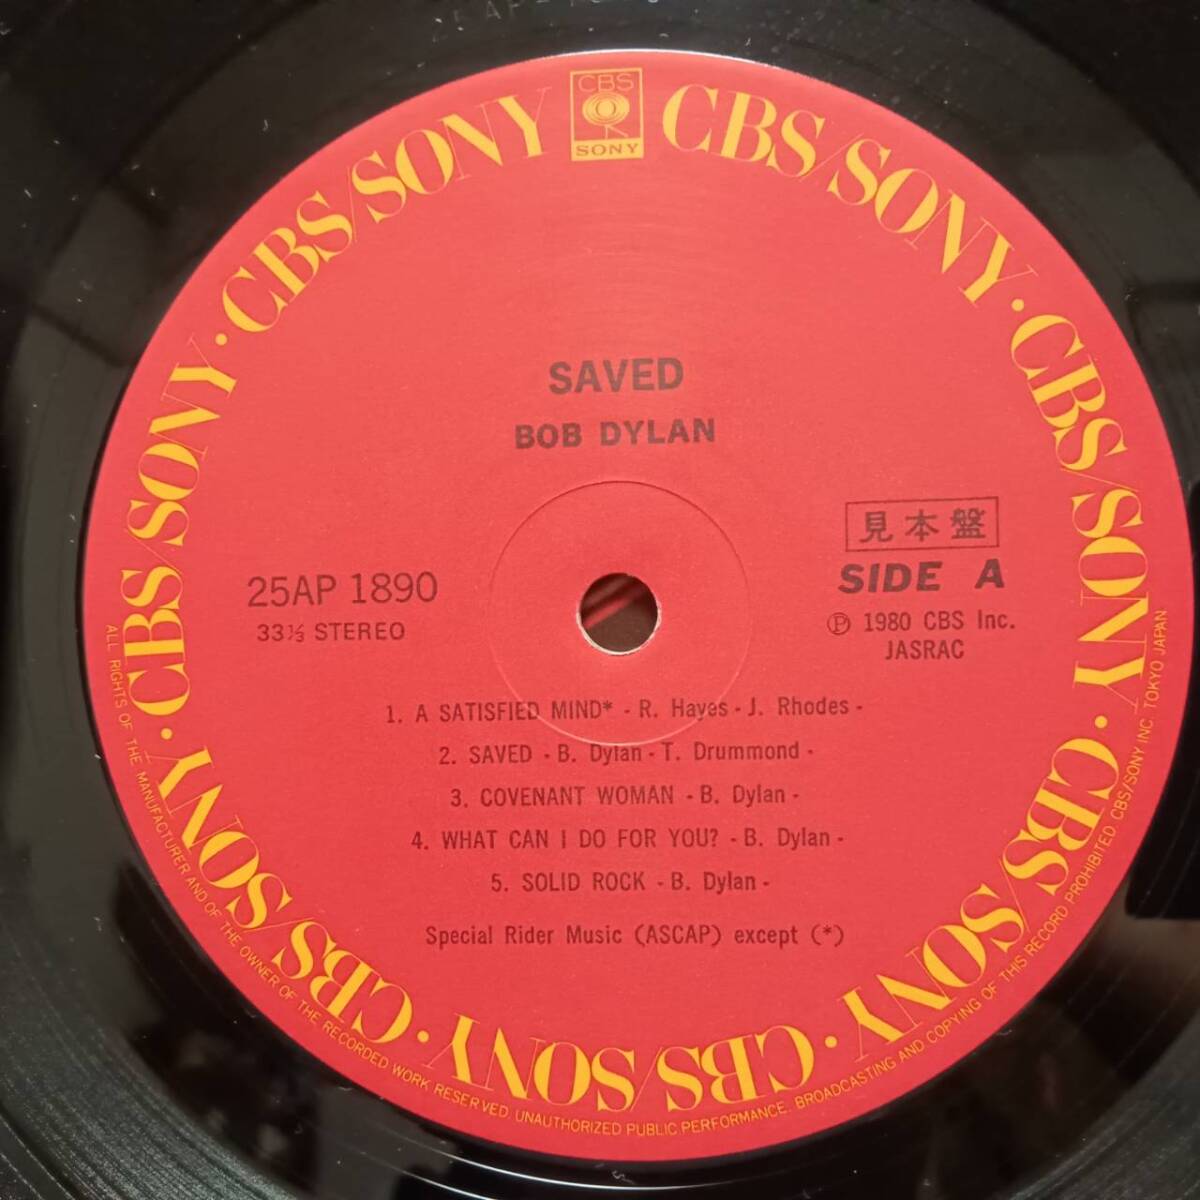 CBS
SONY
CBS/SONY · CBS/SONY · CBS/SONY · CBS/SONY · CBS/SONY · CBS/SONY · CBS/SONY · CBS/SONY
SAVED
BOB DYLAN
見本盤
25AP 1890
SIDE A
33⅓ STEREO
Ⓟ 1980 CBS Inc.
JASRAC
1. A SATISFIED MIND* - R. Hayes - J. Rhodes -
2. SAVED - B. Dylan - T. Drummond -
3. COVENANT WOMAN - B. Dylan -
4. WHAT CAN I DO FOR YOU? - B. Dylan -
5. SOLID ROCK - B. Dylan -
Special Rider Music (ASCAP) except (*)
ALL RIGHTS OF THE MANUFACTURER AND OF THE OWNER OF THE RECORDED WORK RESERVED. UNAUTHORIZED PUBLIC PERFORMANCE. BROADCASTING AND COPYING OF THIS RECORD PROHIBITED CBS/SONY INC. TOKYO JAPAN